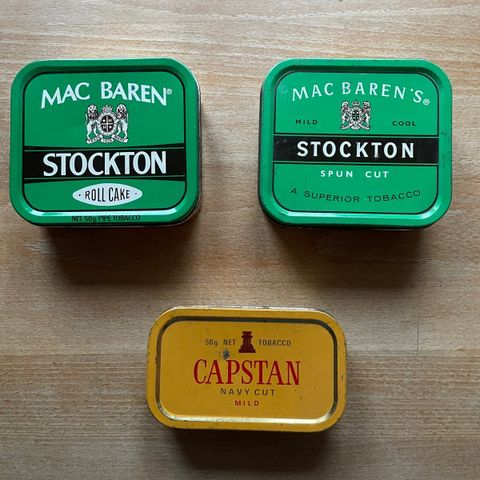 MAC BAREN®
STOCKTON
· ROLL CAKE ·
NET 50g PIPE TOBACCO
MAC BAREN'S®
MILD COOL
STOCKTON
SPUN CUT
A SUPERIOR TOBACCO
50g NET TOBACCO
CAPSTAN
NAVY CUT
MILD